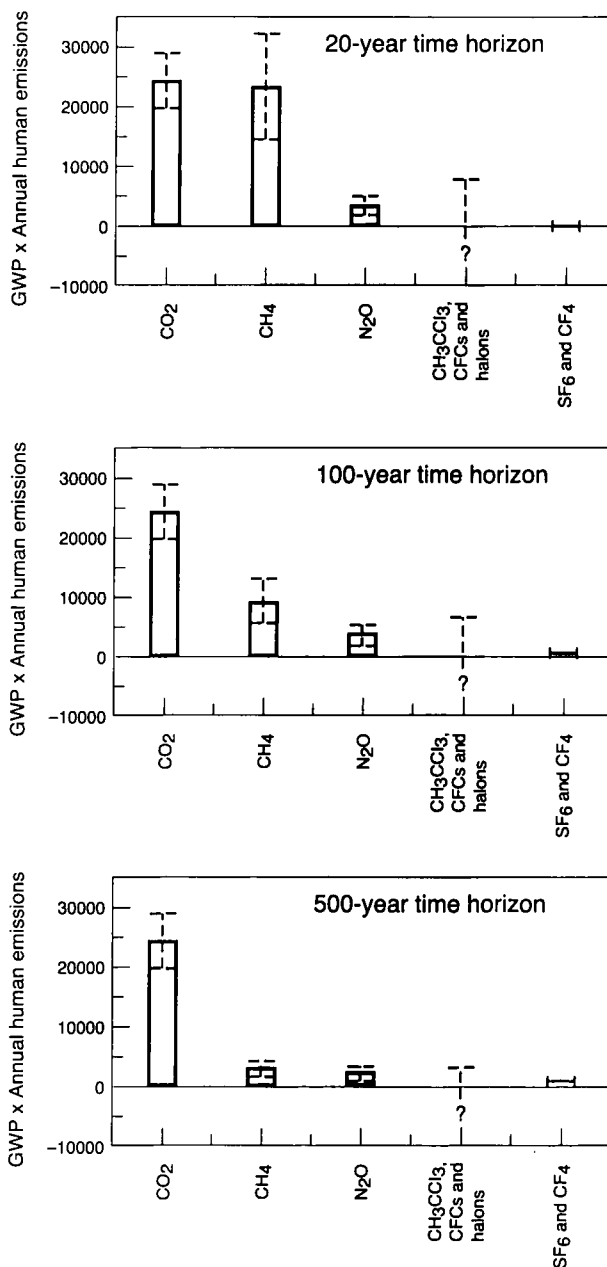 20-year time horizon
GWP x Annual human emissions
30000
20000
10000
0
−10000
?
CO2
CH4
N2O
CH3CCl3,
CFCs and
halons
SF6 and CF4
100-year time horizon
GWP x Annual human emissions
30000
20000
10000
0
−10000
?
CO2
CH4
N2O
CH3CCl3,
CFCs and
halons
SF6 and CF4
500-year time horizon
GWP x Annual human emissions
30000
20000
10000
0
−10000
?
CO2
CH4
N2O
CH3CCl3,
CFCs and
halons
SF6 and CF4